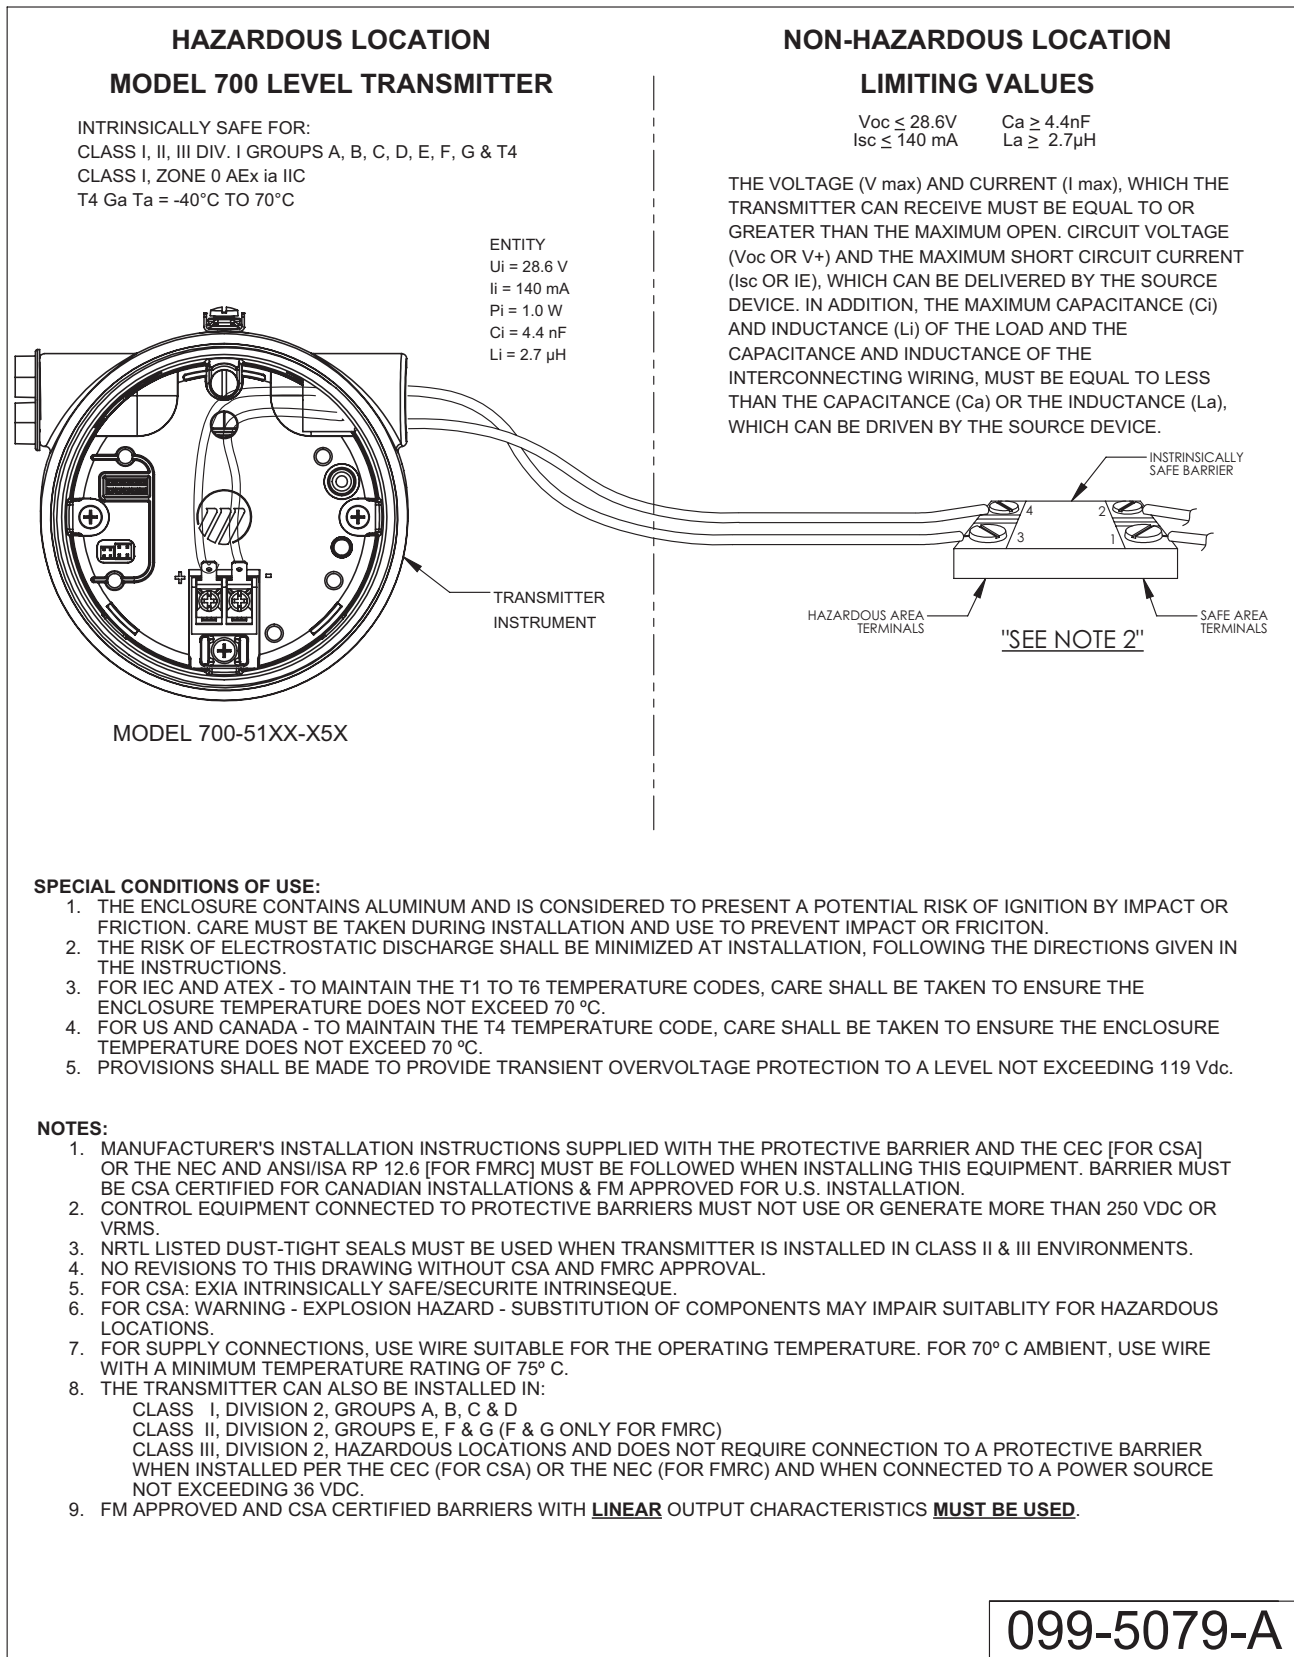 HAZARDOUS LOCATION
MODEL 700 LEVEL TRANSMITTER
INTRINSICALLY SAFE FOR:
CLASS I, II, III DIV. I GROUPS A, B, C, D, E, F, G & T4
CLASS I, ZONE 0 AEx ia IIC
T4 Ga Ta = -40°C TO 70°C
ENTITY
Ui = 28.6 V
Ii = 140 mA
Pi = 1.0 W
Ci = 4.4 nF
Li = 2.7 µH
+
-
TRANSMITTER
INSTRUMENT
MODEL 700-51XX-X5X
NON-HAZARDOUS LOCATION
LIMITING VALUES
Voc ≤ 28.6V Ca ≥ 4.4nF
Isc ≤ 140 mA La ≥ 2.7µH
THE VOLTAGE (V max) AND CURRENT (I max), WHICH THE
TRANSMITTER CAN RECEIVE MUST BE EQUAL TO OR
GREATER THAN THE MAXIMUM OPEN. CIRCUIT VOLTAGE
(Voc OR V+) AND THE MAXIMUM SHORT CIRCUIT CURRENT
(Isc OR IE), WHICH CAN BE DELIVERED BY THE SOURCE
DEVICE. IN ADDITION, THE MAXIMUM CAPACITANCE (Ci)
AND INDUCTANCE (Li) OF THE LOAD AND THE
CAPACITANCE AND INDUCTANCE OF THE
INTERCONNECTING WIRING, MUST BE EQUAL TO LESS
THAN THE CAPACITANCE (Ca) OR THE INDUCTANCE (La),
WHICH CAN BE DRIVEN BY THE SOURCE DEVICE.
INSTRINSICALLY
SAFE BARRIER
4 2
3 1
HAZARDOUS AREA
TERMINALS
SAFE AREA
TERMINALS
"SEE NOTE 2"
SPECIAL CONDITIONS OF USE:
1. THE ENCLOSURE CONTAINS ALUMINUM AND IS CONSIDERED TO PRESENT A POTENTIAL RISK OF IGNITION BY IMPACT OR
FRICTION. CARE MUST BE TAKEN DURING INSTALLATION AND USE TO PREVENT IMPACT OR FRICITON.
2. THE RISK OF ELECTROSTATIC DISCHARGE SHALL BE MINIMIZED AT INSTALLATION, FOLLOWING THE DIRECTIONS GIVEN IN
THE INSTRUCTIONS.
3. FOR IEC AND ATEX - TO MAINTAIN THE T1 TO T6 TEMPERATURE CODES, CARE SHALL BE TAKEN TO ENSURE THE
ENCLOSURE TEMPERATURE DOES NOT EXCEED 70 ºC.
4. FOR US AND CANADA - TO MAINTAIN THE T4 TEMPERATURE CODE, CARE SHALL BE TAKEN TO ENSURE THE ENCLOSURE
TEMPERATURE DOES NOT EXCEED 70 ºC.
5. PROVISIONS SHALL BE MADE TO PROVIDE TRANSIENT OVERVOLTAGE PROTECTION TO A LEVEL NOT EXCEEDING 119 Vdc.
NOTES:
1. MANUFACTURER'S INSTALLATION INSTRUCTIONS SUPPLIED WITH THE PROTECTIVE BARRIER AND THE CEC [FOR CSA]
OR THE NEC AND ANSI/ISA RP 12.6 [FOR FMRC] MUST BE FOLLOWED WHEN INSTALLING THIS EQUIPMENT. BARRIER MUST
BE CSA CERTIFIED FOR CANADIAN INSTALLATIONS & FM APPROVED FOR U.S. INSTALLATION.
2. CONTROL EQUIPMENT CONNECTED TO PROTECTIVE BARRIERS MUST NOT USE OR GENERATE MORE THAN 250 VDC OR
VRMS.
3. NRTL LISTED DUST-TIGHT SEALS MUST BE USED WHEN TRANSMITTER IS INSTALLED IN CLASS II & III ENVIRONMENTS.
4. NO REVISIONS TO THIS DRAWING WITHOUT CSA AND FMRC APPROVAL.
5. FOR CSA: EXIA INTRINSICALLY SAFE/SECURITE INTRINSEQUE.
6. FOR CSA: WARNING - EXPLOSION HAZARD - SUBSTITUTION OF COMPONENTS MAY IMPAIR SUITABLITY FOR HAZARDOUS
LOCATIONS.
7. FOR SUPPLY CONNECTIONS, USE WIRE SUITABLE FOR THE OPERATING TEMPERATURE. FOR 70º C AMBIENT, USE WIRE
WITH A MINIMUM TEMPERATURE RATING OF 75º C.
8. THE TRANSMITTER CAN ALSO BE INSTALLED IN:
CLASS I, DIVISION 2, GROUPS A, B, C & D
CLASS II, DIVISION 2, GROUPS E, F & G (F & G ONLY FOR FMRC)
CLASS III, DIVISION 2, HAZARDOUS LOCATIONS AND DOES NOT REQUIRE CONNECTION TO A PROTECTIVE BARRIER
WHEN INSTALLED PER THE CEC (FOR CSA) OR THE NEC (FOR FMRC) AND WHEN CONNECTED TO A POWER SOURCE
NOT EXCEEDING 36 VDC.
9. FM APPROVED AND CSA CERTIFIED BARRIERS WITH LINEAR OUTPUT CHARACTERISTICS MUST BE USED.
099-5079-A